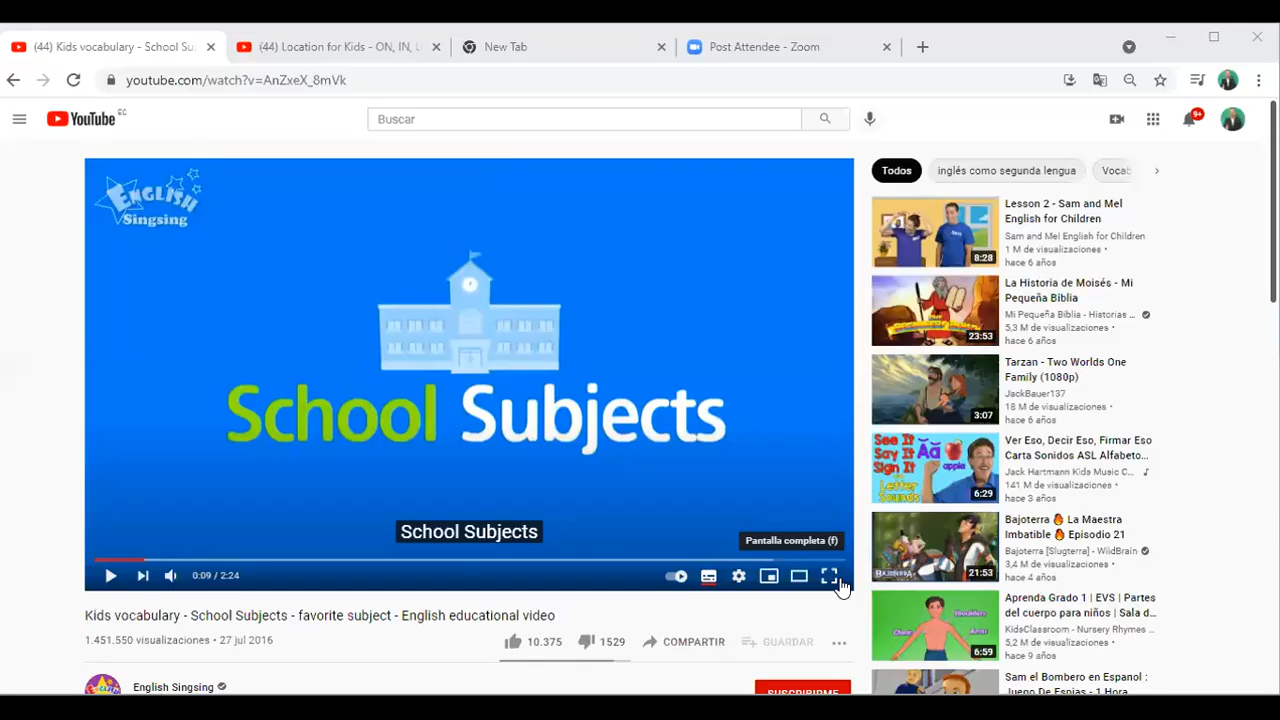 (44) Kids vocabulary - School Su
(44) Location for Kids - ON, IN, U
New Tab
Post Attendee - Zoom
youtube.com/watch?v=AnZxeX_8mVk
YouTube EC
Buscar
9+
Todos
inglés como segunda lengua
Vocab
ENGLISH
Singsing
School Subjects
School Subjects
Pantalla completa (f)
0:09 / 2:24
Kids vocabulary - School Subjects - favorite subject - English educational video
1.451.550 visualizaciones • 27 jul 2016
10.375
1529
COMPARTIR
GUARDAR
English Singsing
SUSCRIBIRME
8:28
Lesson 2 - Sam and Mel
English for Children
Sam and Mel English for Children
1 M de visualizaciones •
hace 6 años
23:53
La Historia de Moisés - Mi
Pequeña Biblia
Mi Pequeña Biblia - Historias ...
5,3 M de visualizaciones •
hace 6 años
3:07
Tarzan - Two Worlds One
Family (1080p)
JackBauer137
18 M de visualizaciones •
hace 6 años
See It
Say It
Sign It
Letter
Sounds
Aă
apple
6:29
Ver Eso, Decir Eso, Firmar Eso
Carta Sonidos ASL Alfabeto...
Jack Hartmann Kids Music C...
141 M de visualizaciones •
hace 3 años
BAJOTERRA
21:53
Bajoterra 🔥 La Maestra
Imbatible 🔥 Episodio 21
Bajoterra [Slugterra] - WildBrain
3,4 M de visualizaciones •
hace 4 años
Shoulders
Chest
Arms
6:59
Aprenda Grado 1 | EVS | Partes
del cuerpo para niños | Sala d...
KidsClassroom - Nursery Rhymes ...
5,2 M de visualizaciones •
hace 9 años
Sam el Bombero en Espanol :
Juego De Espias - 1 Hora